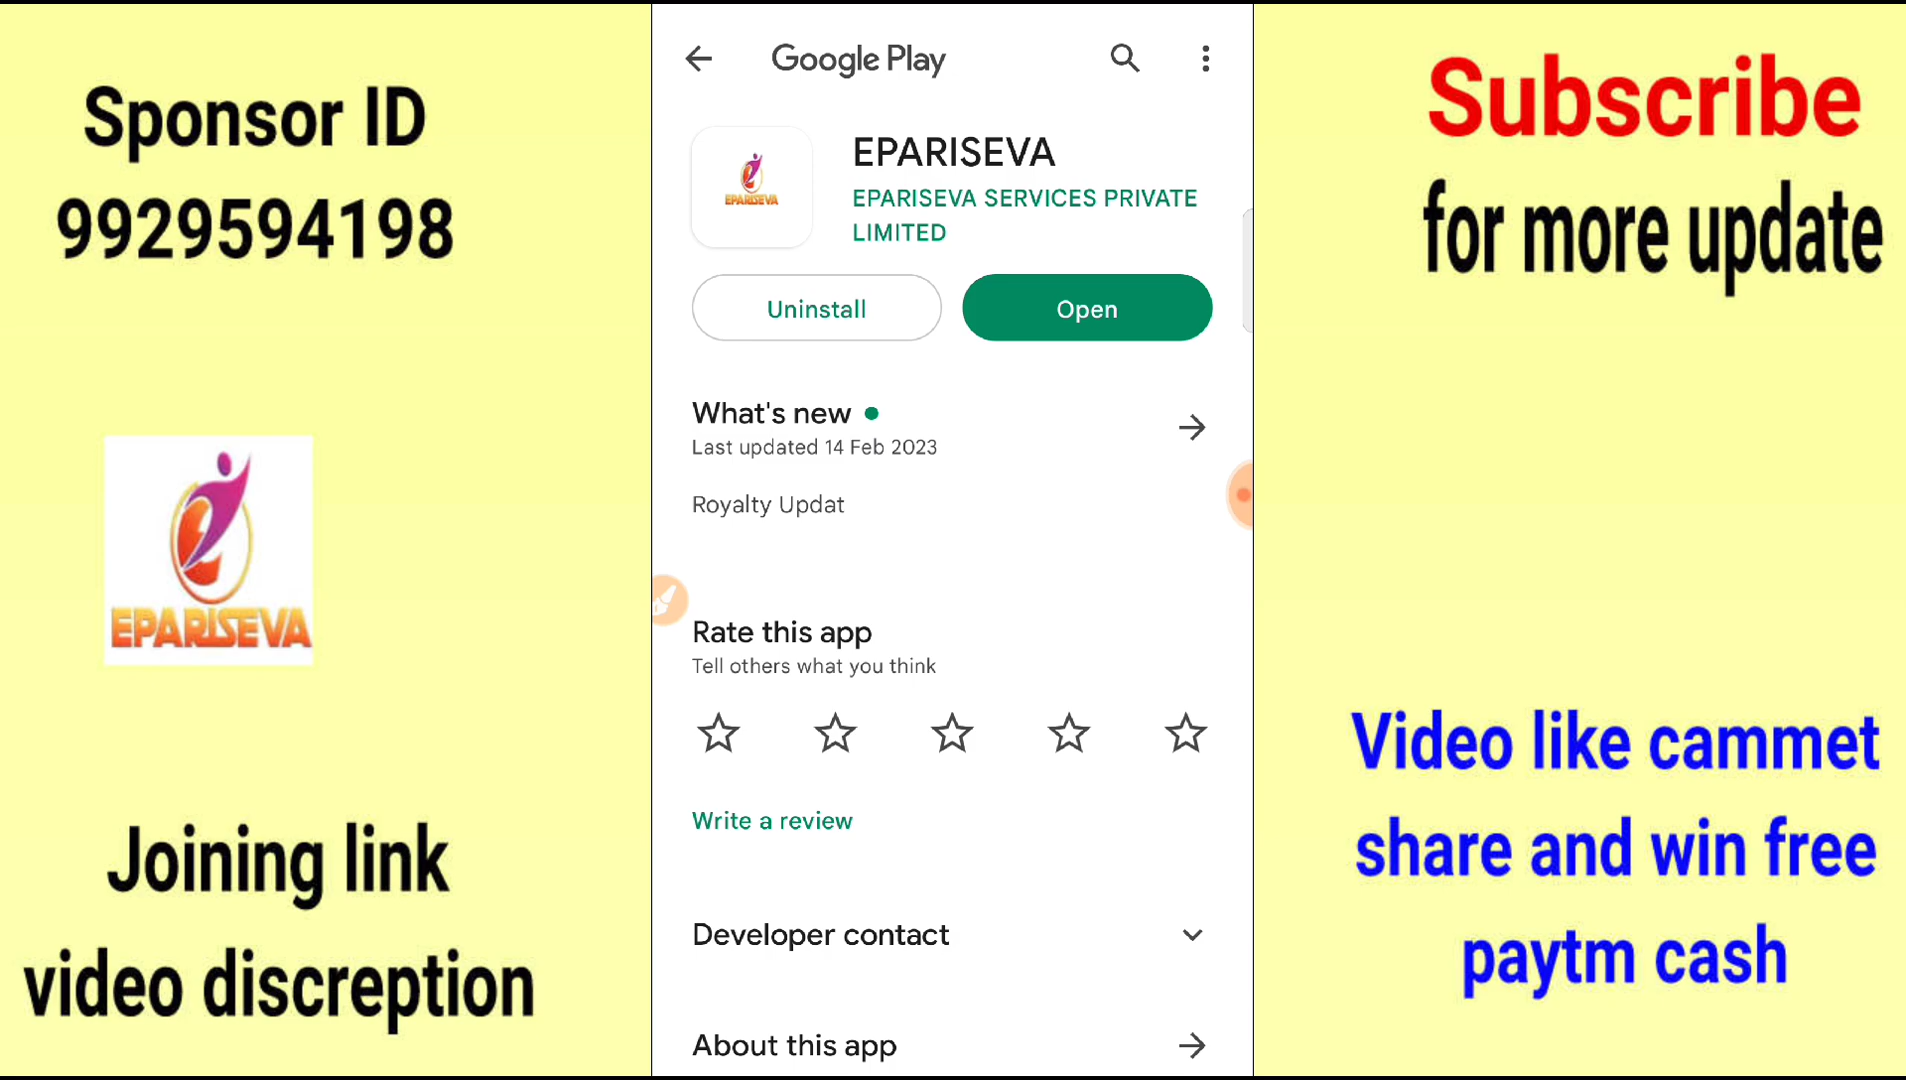 Sponsor ID
9929594198
EPARISEVA
Joining link
video discreption
Google Play
EPARISEVA
EPARISEVA
EPARISEVA SERVICES PRIVATE
LIMITED
Uninstall
Open
What's new
Last updated 14 Feb 2023
Royalty Updat
Rate this app
Tell others what you think
Write a review
Developer contact
About this app
Subscribe
for more update
Video like cammet
share and win free
paytm cash